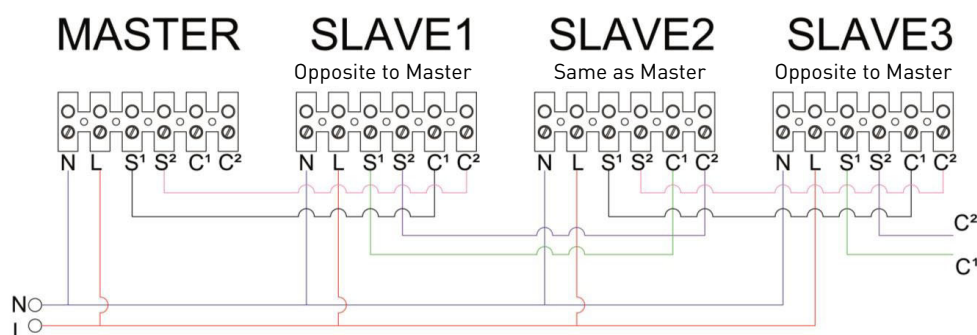 MASTER SLAVE1 SLAVE2 SLAVE3
Opposite to Master Same as Master Opposite to Master
N L S¹ S² C¹ C² N L S¹ S² C¹ C² N L S¹ S² C¹ C² N L S¹ S² C¹ C²
C²
C¹
N
L